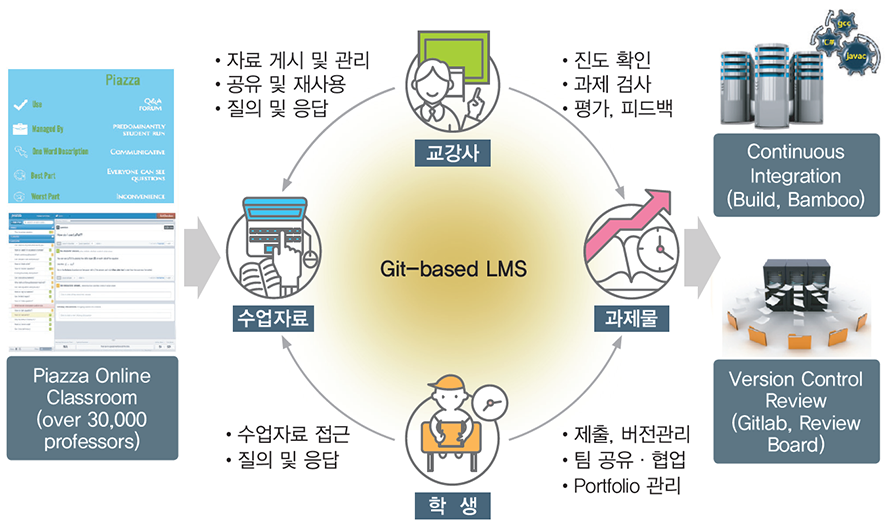 Piazza
Use
Q&A
FORUM
Managed By
PREDOMINANTLY
STUDENT RUN
One Word Description
COMMUNICATIVE
Best Part
EVERYONE CAN SEE
QUESTIONS
Worst Part
INCONVENIENCE
Piazza Online
Classroom
(over 30,000
professors)
• 자료 게시 및 관리
• 공유 및 재사용
• 질의 및 응답
교강사
• 진도 확인
• 과제 검사
• 평가, 피드백
수업자료
Git-based LMS
과제물
• 수업자료 접근
• 질의 및 응답
학 생
• 제출, 버전관리
• 팀 공유 · 협업
• Portfolio 관리
gcc
javac
Continuous
Integration
(Build, Bamboo)
Version Control
Review
(Gitlab, Review
Board)